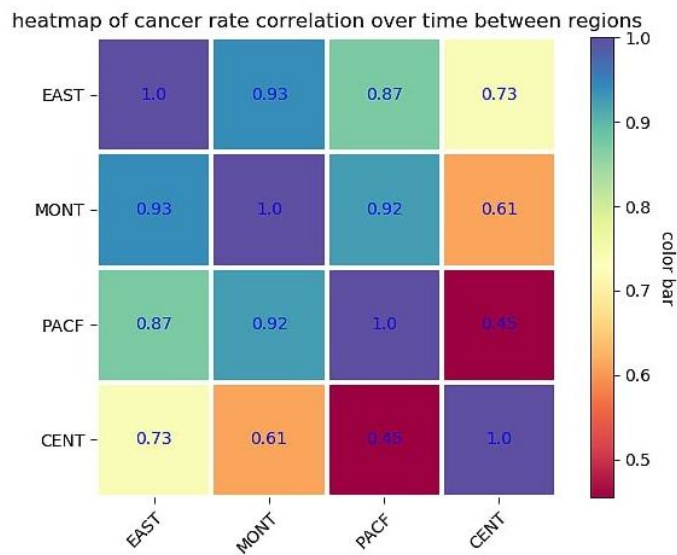 heatmap of cancer rate correlation over time between regions
EAST 1.0 0.93 0.87 0.73
MONT 0.93 1.0 0.92 0.61
PACF 0.87 0.92 1.0 0.45
CENT 0.73 0.61 0.45 1.0
EAST MONT PACF CENT
1.0
0.9
0.8
0.7
0.6
0.5
color bar